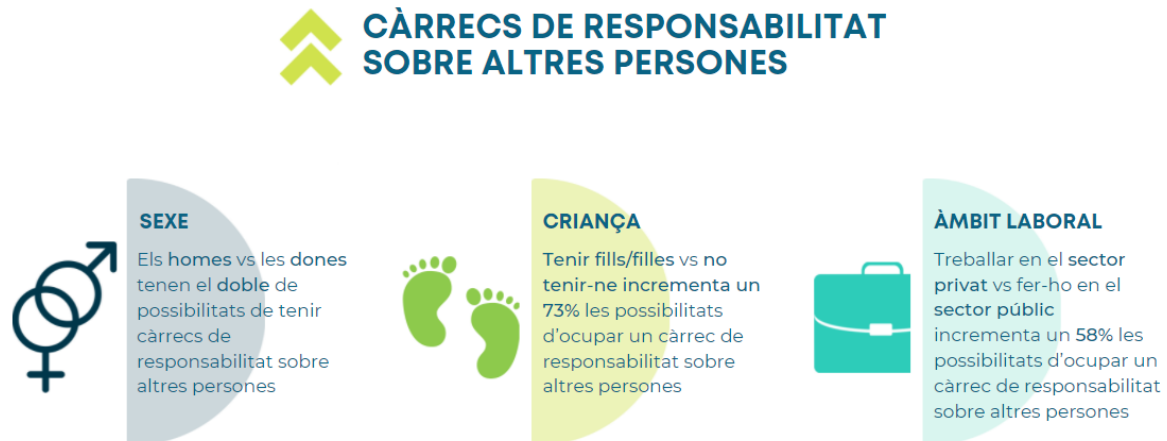 CÀRRECS DE RESPONSABILITAT
SOBRE ALTRES PERSONES
SEXE
Els homes vs les dones
tenen el doble de
possibilitats de tenir
càrrecs de
responsabilitat sobre
altres persones
CRIANÇA
Tenir fills/filles vs no
tenir-ne incrementa un
73% les possibilitats
d'ocupar un càrrec de
responsabilitat sobre
altres persones
ÀMBIT LABORAL
Treballar en el sector
privat vs fer-ho en el
sector públic
incrementa un 58% les
possibilitats d'ocupar un
càrrec de responsabilitat
sobre altres persones